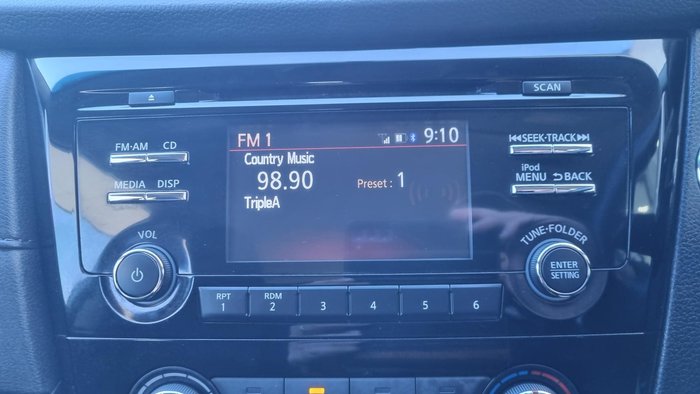 SCAN
FM·AM CD
MEDIA DISP
VOL
FM 1 9:10
Country Music
98.90 Preset : 1
TripleA
SEEK·TRACK
iPod
MENU BACK
TUNE·FOLDER
ENTER
SETTING
RPT RDM
1 2 3 4 5 6